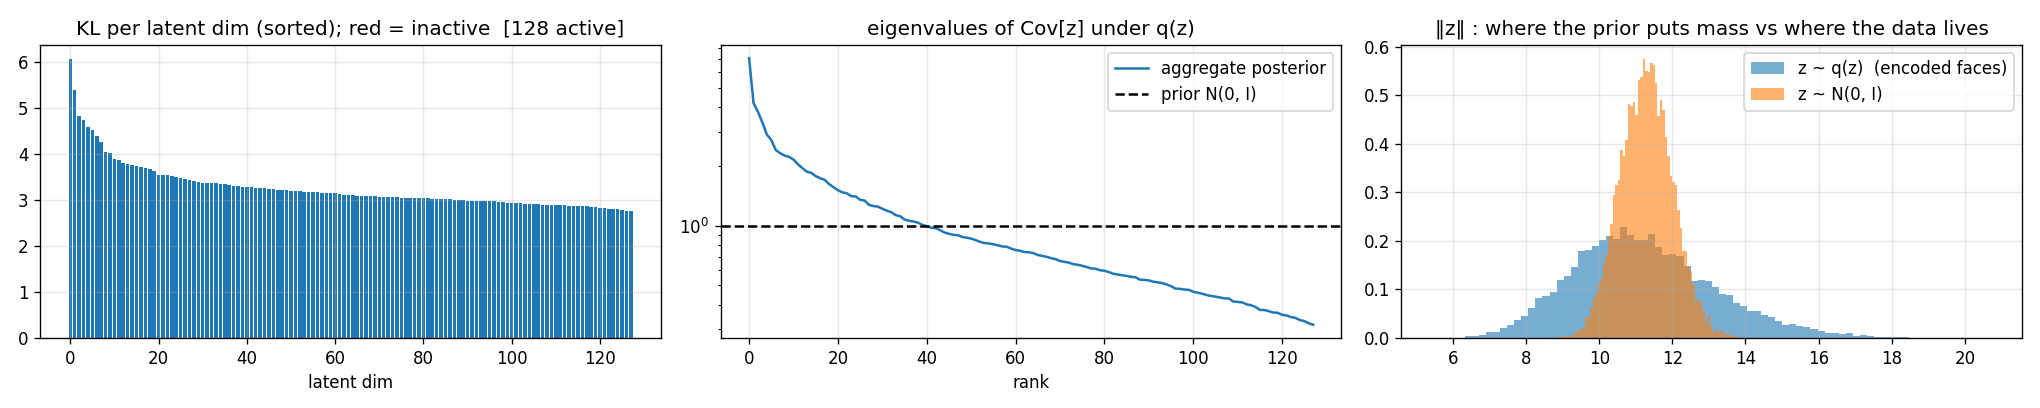 KL per latent dim (sorted); red = inactive  [128 active]
6
5
4
3
2
1
0
0 20 40 60 80 100 120
latent dim
eigenvalues of Cov[z] under q(z)
aggregate posterior
prior N(0, I)
10⁰
0 20 40 60 80 100 120
rank
‖z‖ : where the prior puts mass vs where the data lives
z ~ q(z)  (encoded faces)
z ~ N(0, I)
0.6
0.5
0.4
0.3
0.2
0.1
0.0
6 8 10 12 14 16 18 20